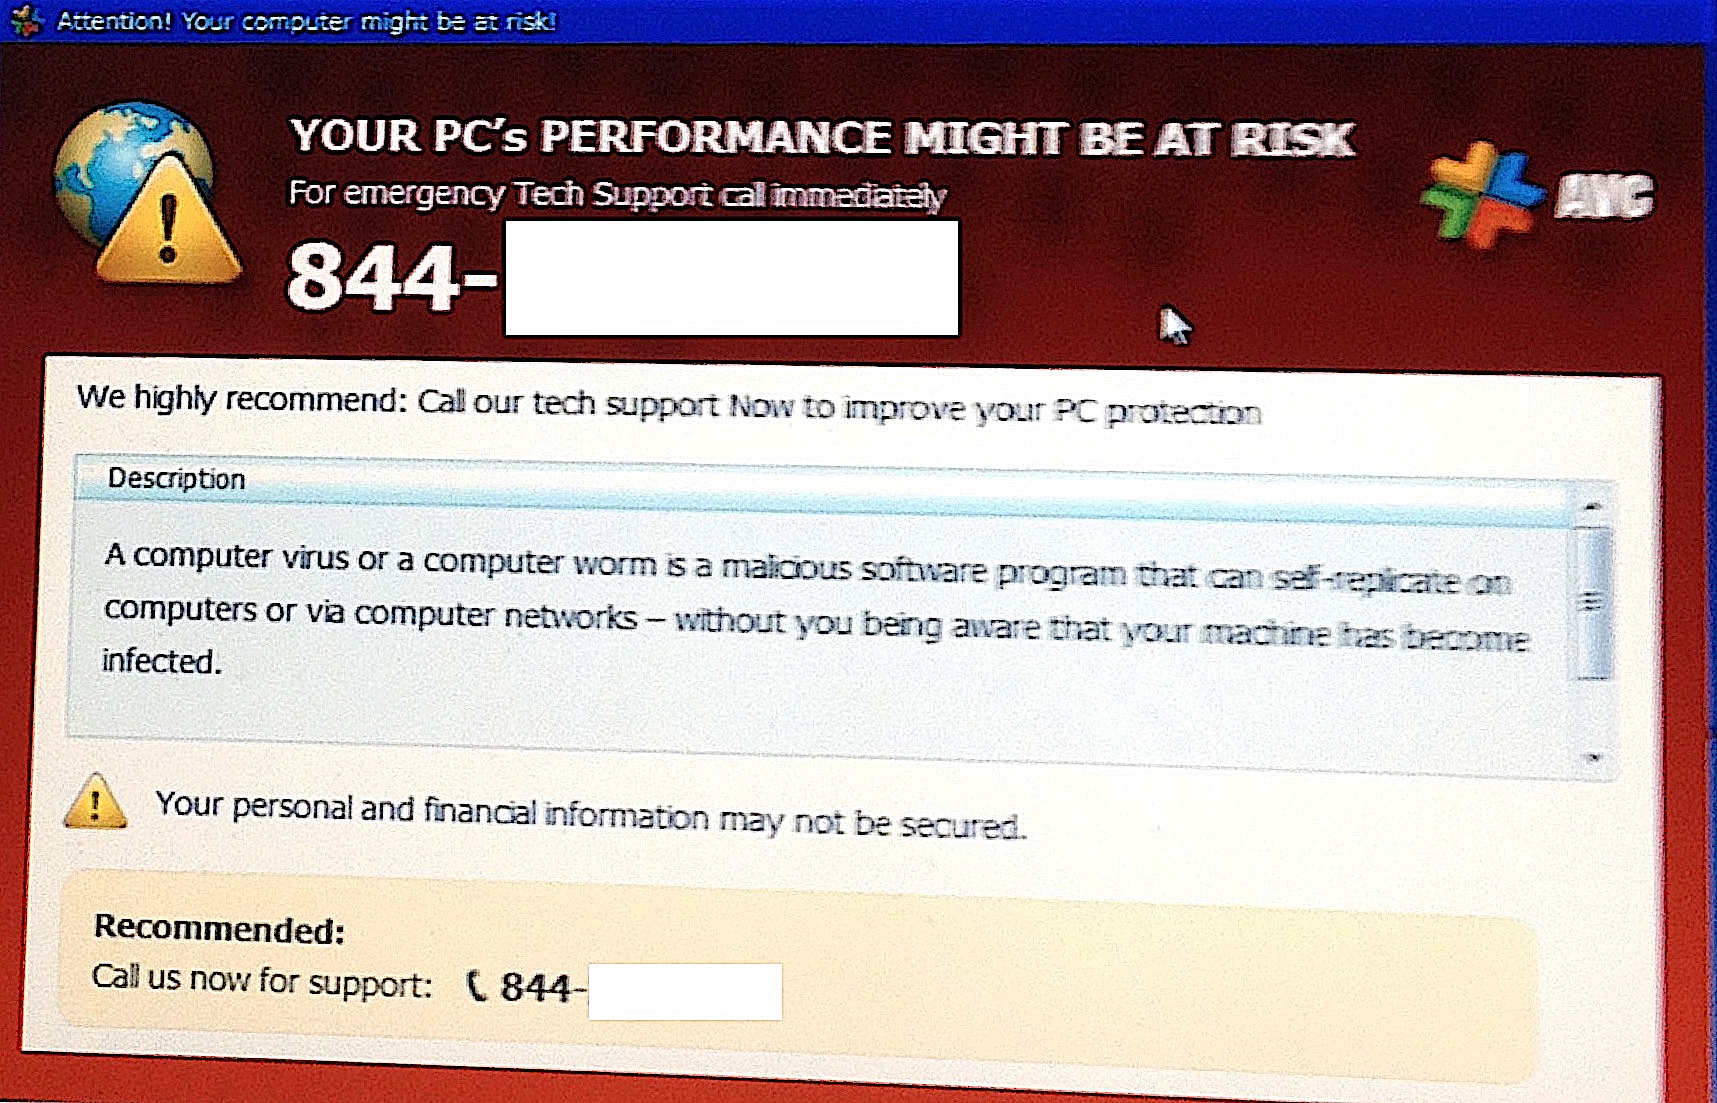 Attention! Your computer might be at risk!
YOUR PC's PERFORMANCE MIGHT BE AT RISK
For emergency Tech Support call immediately
844-
We highly recommend: Call our tech support Now to improve your PC protection
Description
A computer virus or a computer worm is a malicious software program that can self-replicate on
computers or via computer networks – without you being aware that your machine has become
infected.
Your personal and financial information may not be secured.
Recommended:
Call us now for support: 844-